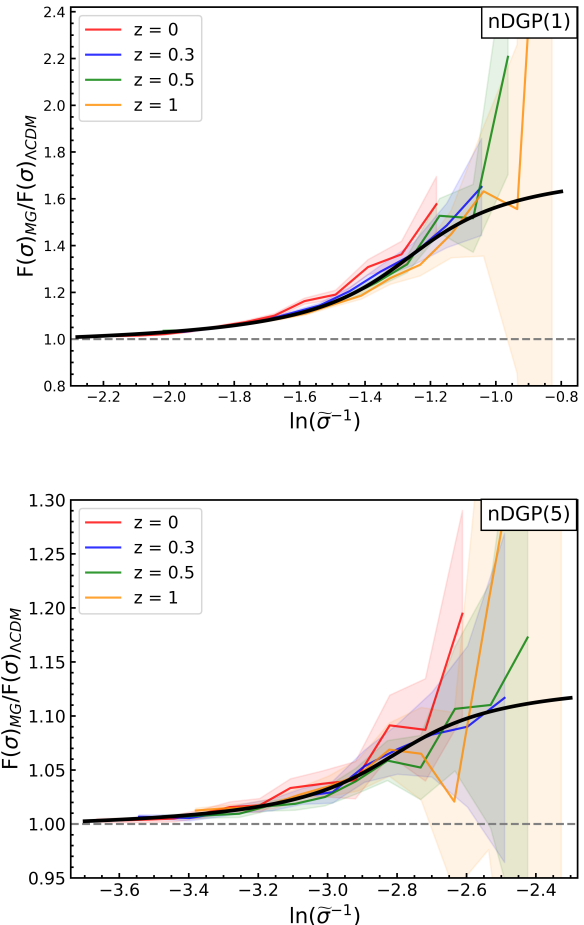 nDGP(1)
z = 0
z = 0.3
z = 0.5
z = 1
F(σ)MG/F(σ)ΛCDM
2.4
2.2
2.0
1.8
1.6
1.4
1.2
1.0
0.8
−2.2 −2.0 −1.8 −1.6 −1.4 −1.2 −1.0 −0.8
ln(σ̃⁻¹)
nDGP(5)
z = 0
z = 0.3
z = 0.5
z = 1
F(σ)MG/F(σ)ΛCDM
1.30
1.25
1.20
1.15
1.10
1.05
1.00
0.95
−3.6 −3.4 −3.2 −3.0 −2.8 −2.6 −2.4
ln(σ̃⁻¹)